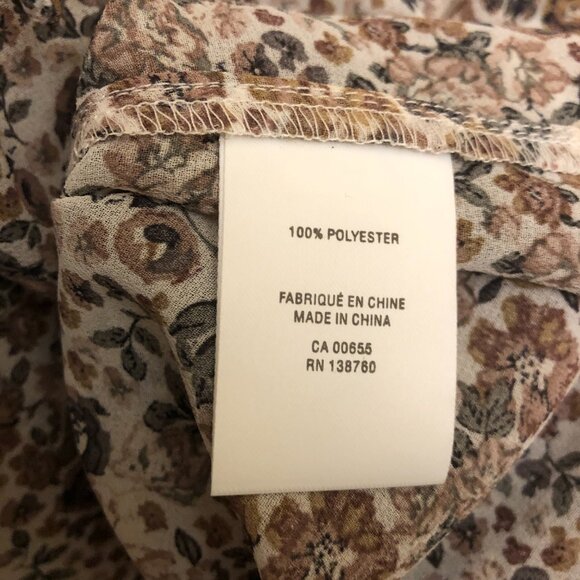 100% POLYESTER
FABRIQUÉ EN CHINE
MADE IN CHINA
CA 00655
RN 138760